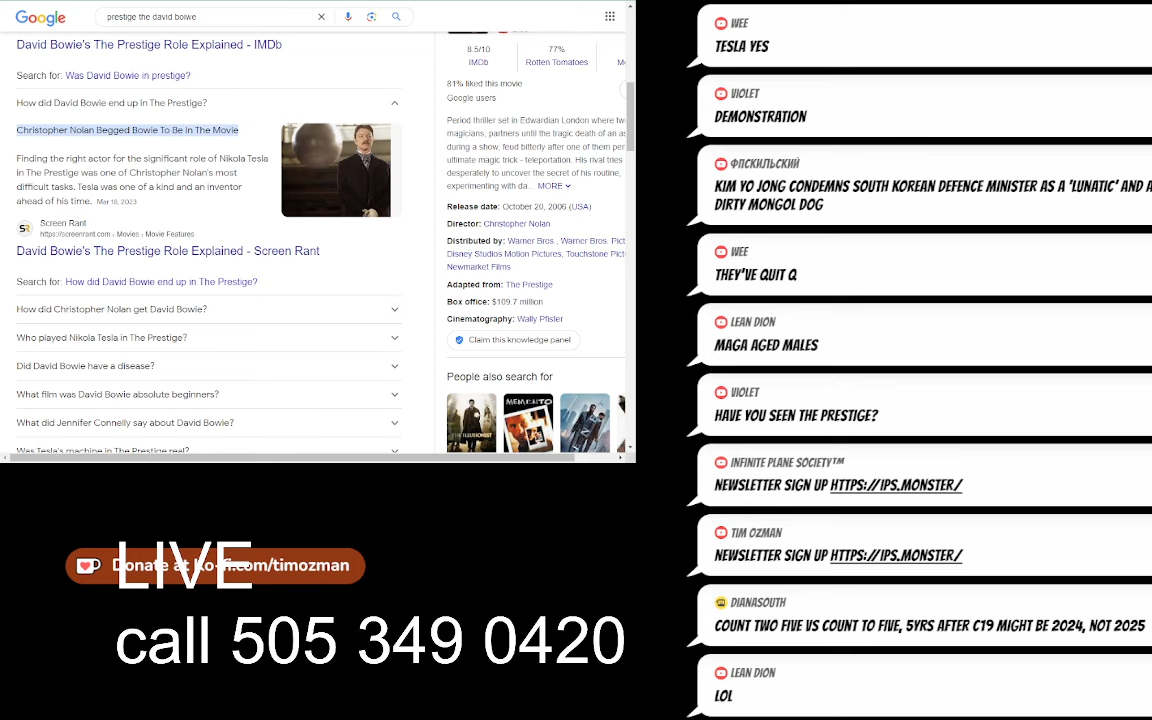 Google
prestige the david boiwe
David Bowie's The Prestige Role Explained - IMDb
Search for: Was David Bowie in prestige?
How did David Bowie end up in The Prestige?
Christopher Nolan Begged Bowie To Be In The Movie
Finding the right actor for the significant role of Nikola Tesla
in The Prestige was one of Christopher Nolan's most
difficult tasks. Tesla was one of a kind and an inventor
ahead of his time. Mar 18, 2023
SR
Screen Rant
https://screenrant.com › Movies › Movie Features
David Bowie's The Prestige Role Explained - Screen Rant
Search for: How did David Bowie end up in The Prestige?
How did Christopher Nolan get David Bowie?
Who played Nikola Tesla in The Prestige?
Did David Bowie have a disease?
What film was David Bowie absolute beginners?
What did Jennifer Connelly say about David Bowie?
Was Tesla's machine in The Prestige real?
8.5/10
IMDb
77%
Rotten Tomatoes
81% liked this movie
Google users
Period thriller set in Edwardian London where tw
magicians, partners until the tragic death of an as
during a show, feud bitterly after one of them per
ultimate magic trick - teleportation. His rival tries
desperately to uncover the secret of his routine,
experimenting with da... MORE
Release date: October 20, 2006 (USA)
Director: Christopher Nolan
Distributed by: Warner Bros., Warner Bros. Pict
Disney Studios Motion Pictures, Touchstone Pict
Newmarket Films
Adapted from: The Prestige
Box office: $109.7 million
Cinematography: Wally Pfister
Claim this knowledge panel
People also search for
THE ILLUSIONIST
MEMENTO
LIVE
Donate at ko-fi.com/timozman
call 505 349 0420
WEE
TESLA YES
VIOLET
DEMONSTRATION
ФПСКИЛЬСКИЙ
KIM YO JONG CONDEMNS SOUTH KOREAN DEFENCE MINISTER AS A 'LUNATIC' AND A
DIRTY MONGOL DOG
WEE
THEY'VE QUIT Q
LEAN DION
MAGA AGED MALES
VIOLET
HAVE YOU SEEN THE PRESTIGE?
INFINITE PLANE SOCIETY™
NEWSLETTER SIGN UP HTTPS://IPS.MONSTER/
TIM OZMAN
NEWSLETTER SIGN UP HTTPS://IPS.MONSTER/
DIANASOUTH
COUNT TWO FIVE VS COUNT TO FIVE, 5YRS AFTER C19 MIGHT BE 2024, NOT 2025
LEAN DION
LOL